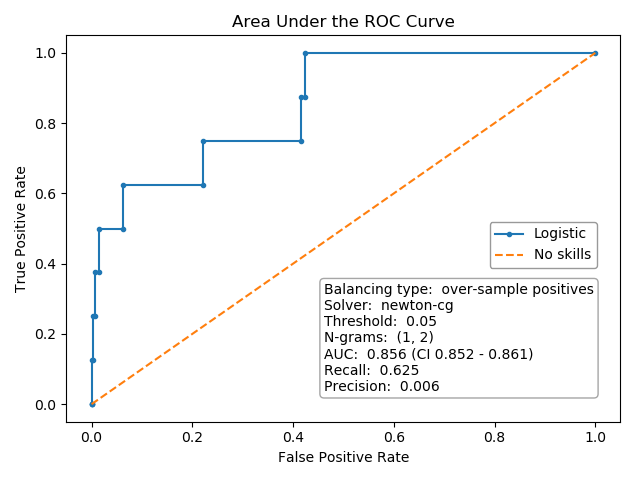 Area Under the ROC Curve
True Positive Rate
1.0
0.8
0.6
0.4
0.2
0.0
Logistic
No skills
Balancing type:  over-sample positives
Solver:  newton-cg
Threshold:  0.05
N-grams:  (1, 2)
AUC:  0.856 (CI 0.852 - 0.861)
Recall:  0.625
Precision:  0.006
0.0 0.2 0.4 0.6 0.8 1.0
False Positive Rate